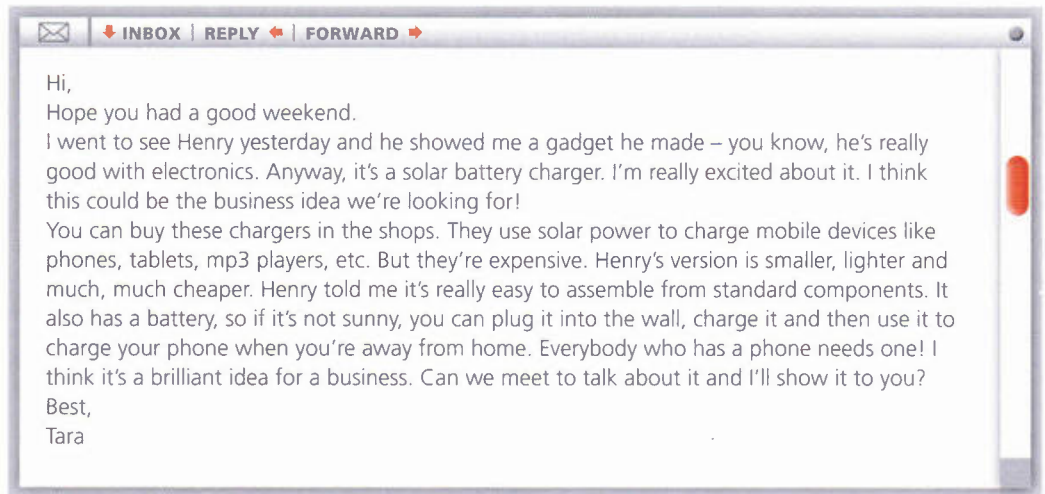 INBOX | REPLY | FORWARD
Hi,
Hope you had a good weekend.
I went to see Henry yesterday and he showed me a gadget he made – you know, he's really
good with electronics. Anyway, it's a solar battery charger. I'm really excited about it. I think
this could be the business idea we're looking for!
You can buy these chargers in the shops. They use solar power to charge mobile devices like
phones, tablets, mp3 players, etc. But they're expensive. Henry's version is smaller, lighter and
much, much cheaper. Henry told me it's really easy to assemble from standard components. It
also has a battery, so if it's not sunny, you can plug it into the wall, charge it and then use it to
charge your phone when you're away from home. Everybody who has a phone needs one! I
think it's a brilliant idea for a business. Can we meet to talk about it and I'll show it to you?
Best,
Tara